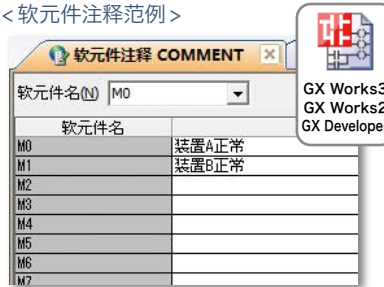 <软元件注释范例>
软元件注释 COMMENT
软元件名(N) M0
GX Works3
GX Works2
GX Develope
软元件名
M0 装置A正常
M1 装置B正常
M2
M3
M4
M5
M6
M7